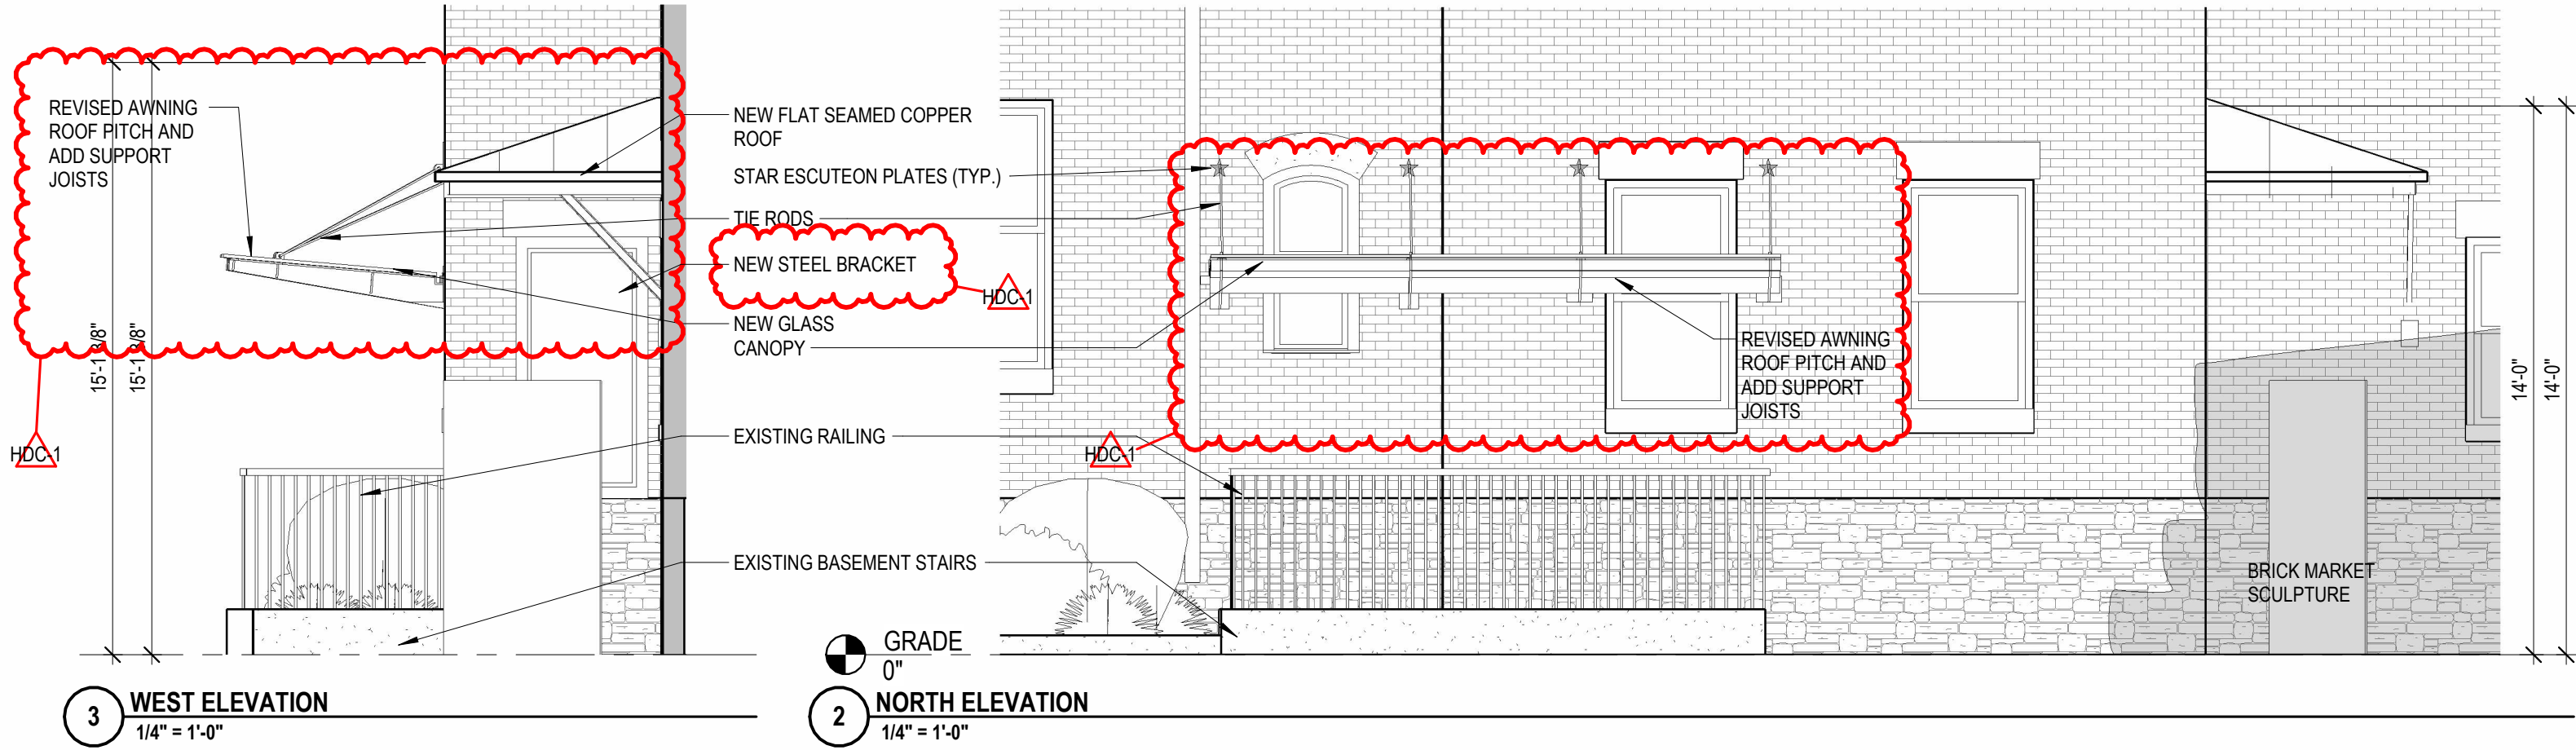 REVISED AWNING
ROOF PITCH AND
ADD SUPPORT
JOISTS
NEW FLAT SEAMED COPPER
ROOF
STAR ESCUTEON PLATES (TYP.)
TIE RODS
NEW STEEL BRACKET
HDC-1
NEW GLASS
CANOPY
REVISED AWNING
ROOF PITCH AND
ADD SUPPORT
JOISTS
15'-1 3/8"
15'-1 3/8"
14'-0"
14'-0"
EXISTING RAILING
HDC-1
HDC-1
EXISTING BASEMENT STAIRS
BRICK MARKET
SCULPTURE
GRADE
0"
3
WEST ELEVATION
1/4" = 1'-0"
2
NORTH ELEVATION
1/4" = 1'-0"